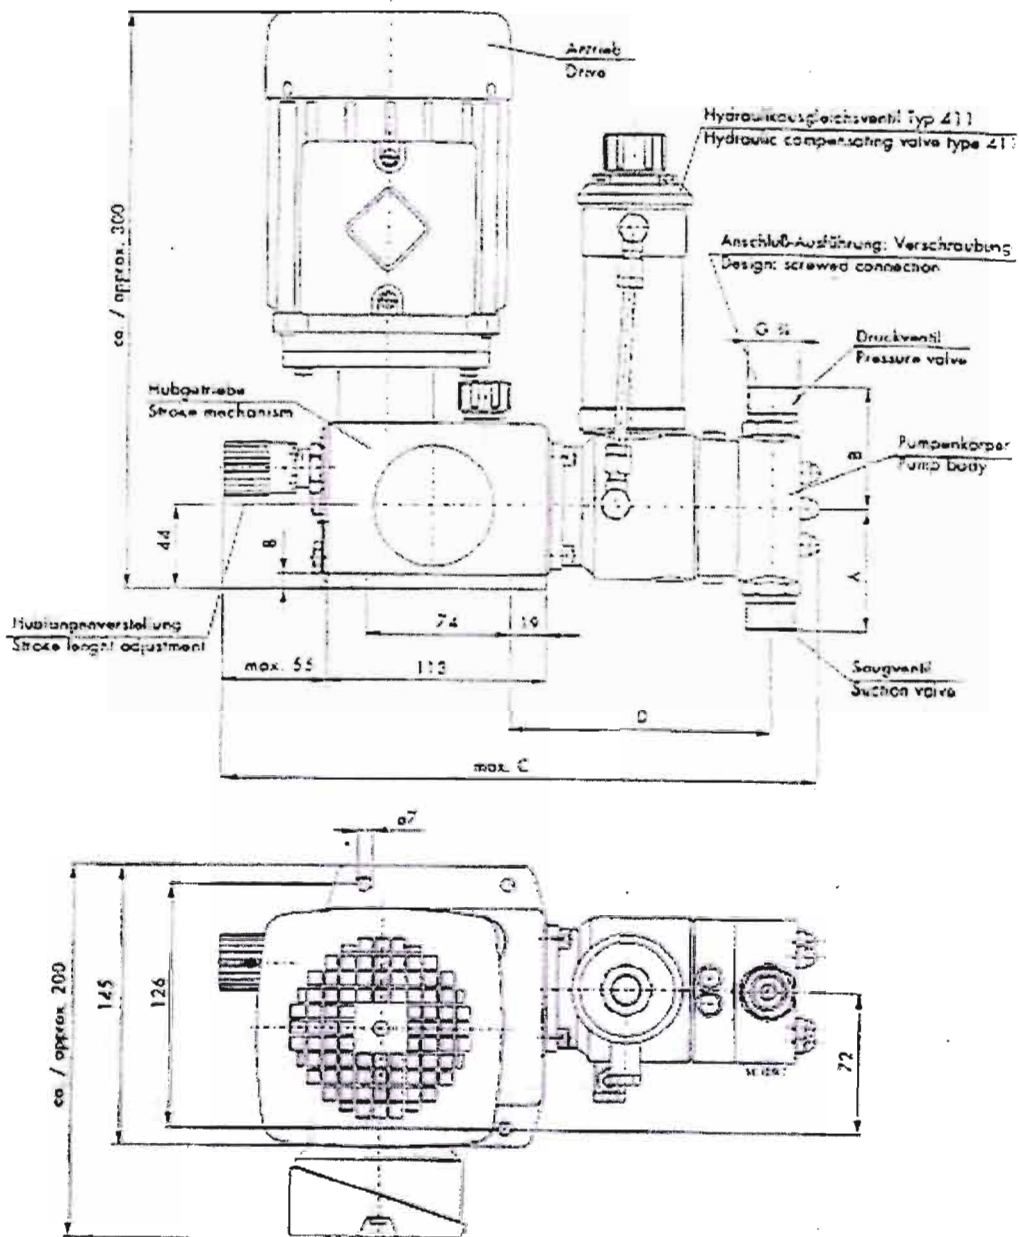 Antrieb
Drive
Hydraulikausgleichsventil Typ 411
Hydraulic compensating valve type 411
ca. / approx. 300
Anschluß-Ausführung: Verschraubung
Design: screwed connection
G ¾
Druckventil
Pressure valve
Hubgetriebe
Stroke mechanism
B
Pumpenkörper
Pump body
44
8
A
Hublängenverstellung
Stroke lenght adjustment
74
19
max. 55
113
Saugventil
Suction valve
D
max. C
ø7
ca / approx. 200
145
126
72